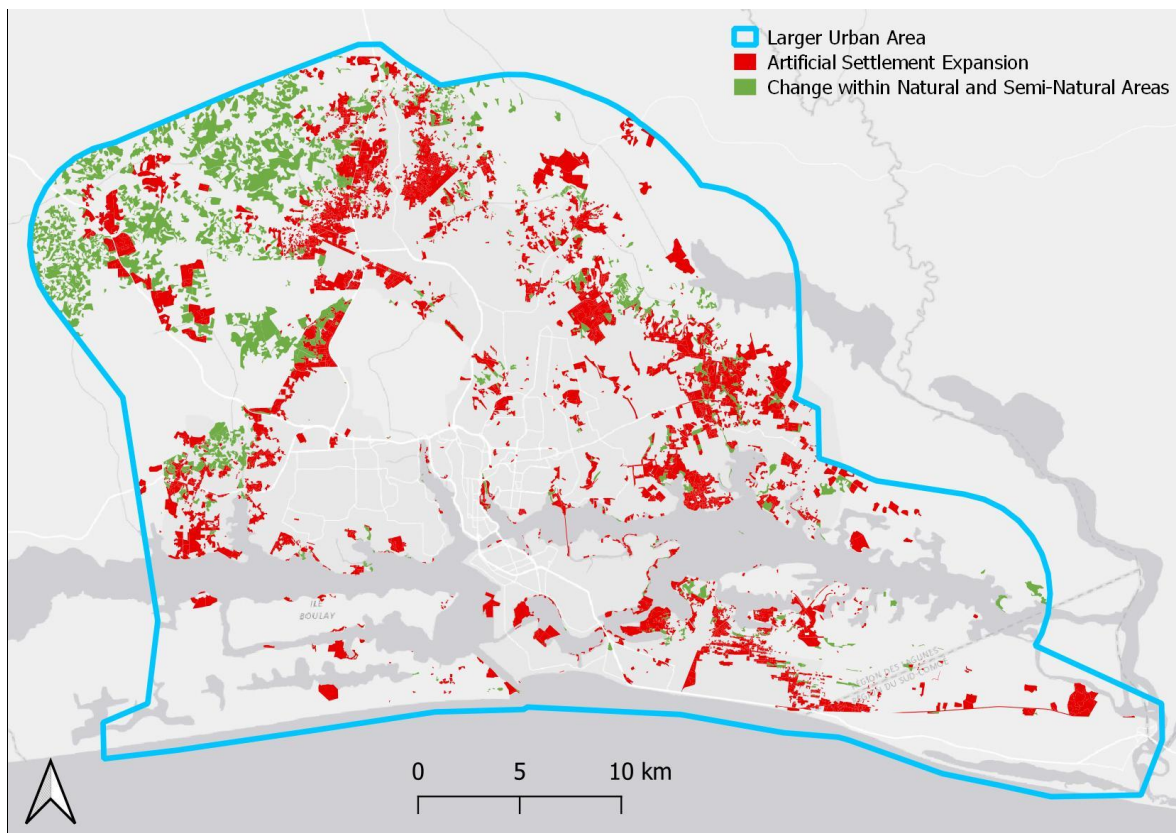 Larger Urban Area
Artificial Settlement Expansion
Change within Natural and Semi-Natural Areas
ILE
BOULAY
0 5 10 km